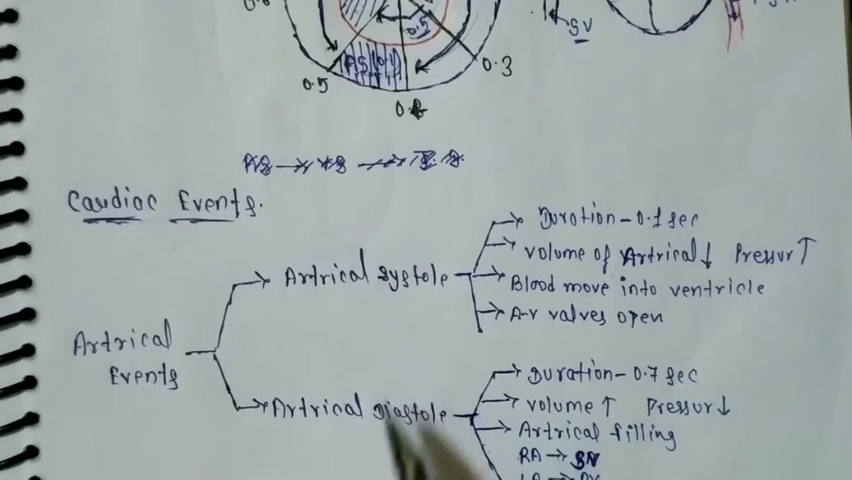 SV
0.5
0.3
0.5
Cardiac Events.
Duration-0.1 sec
volume of Artrical↓ Pressur↑
Artrical systole
Blood move into ventricle
A-v valves open
Artrical
Events
Duration-0.7 sec
volume ↑ Pressur↓
Artrical Diastole
Artrical filling
RA→